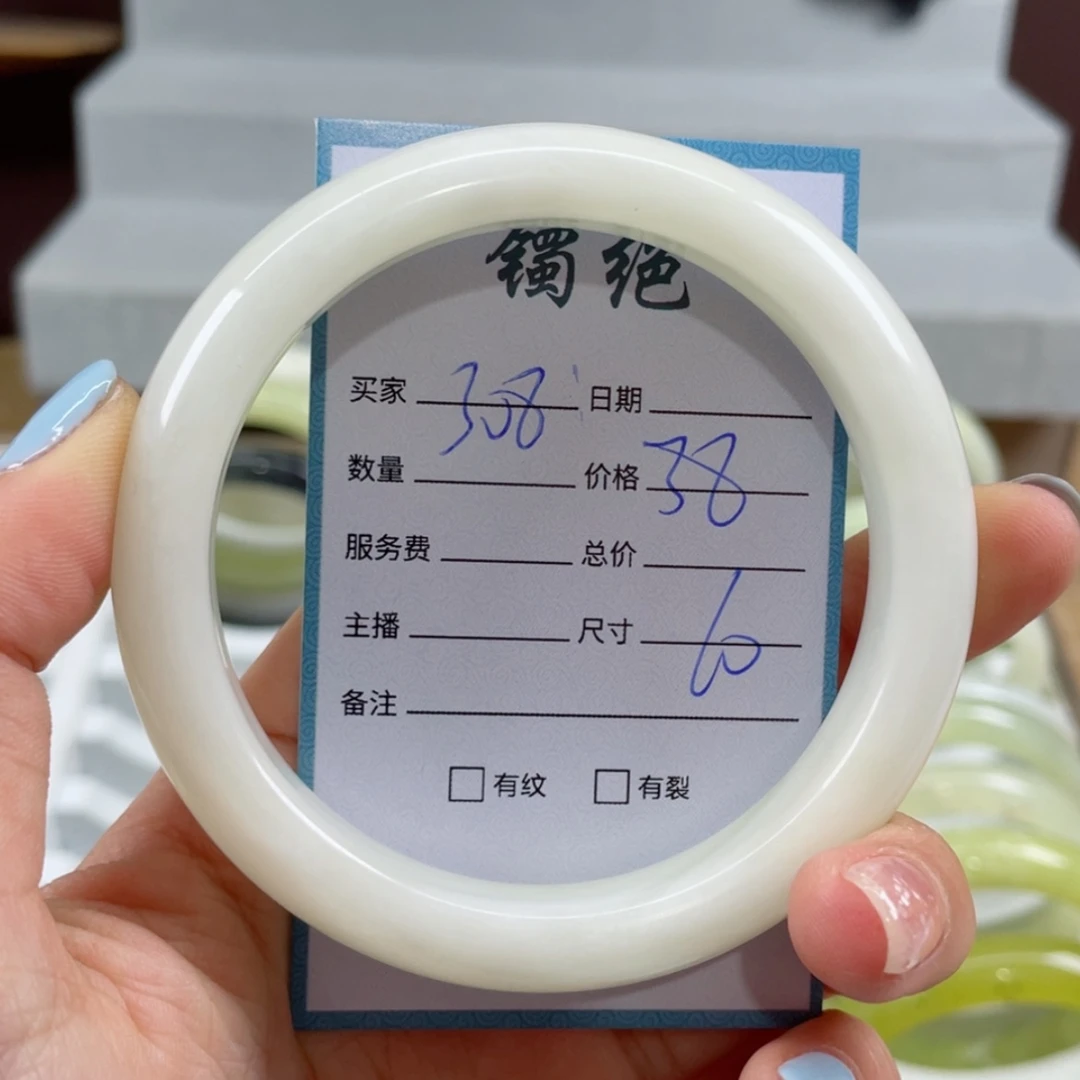 镯绝
买家 308 日期
数量 价格 38
服务费 总价
主播 尺寸 60
备注
有纹 有裂